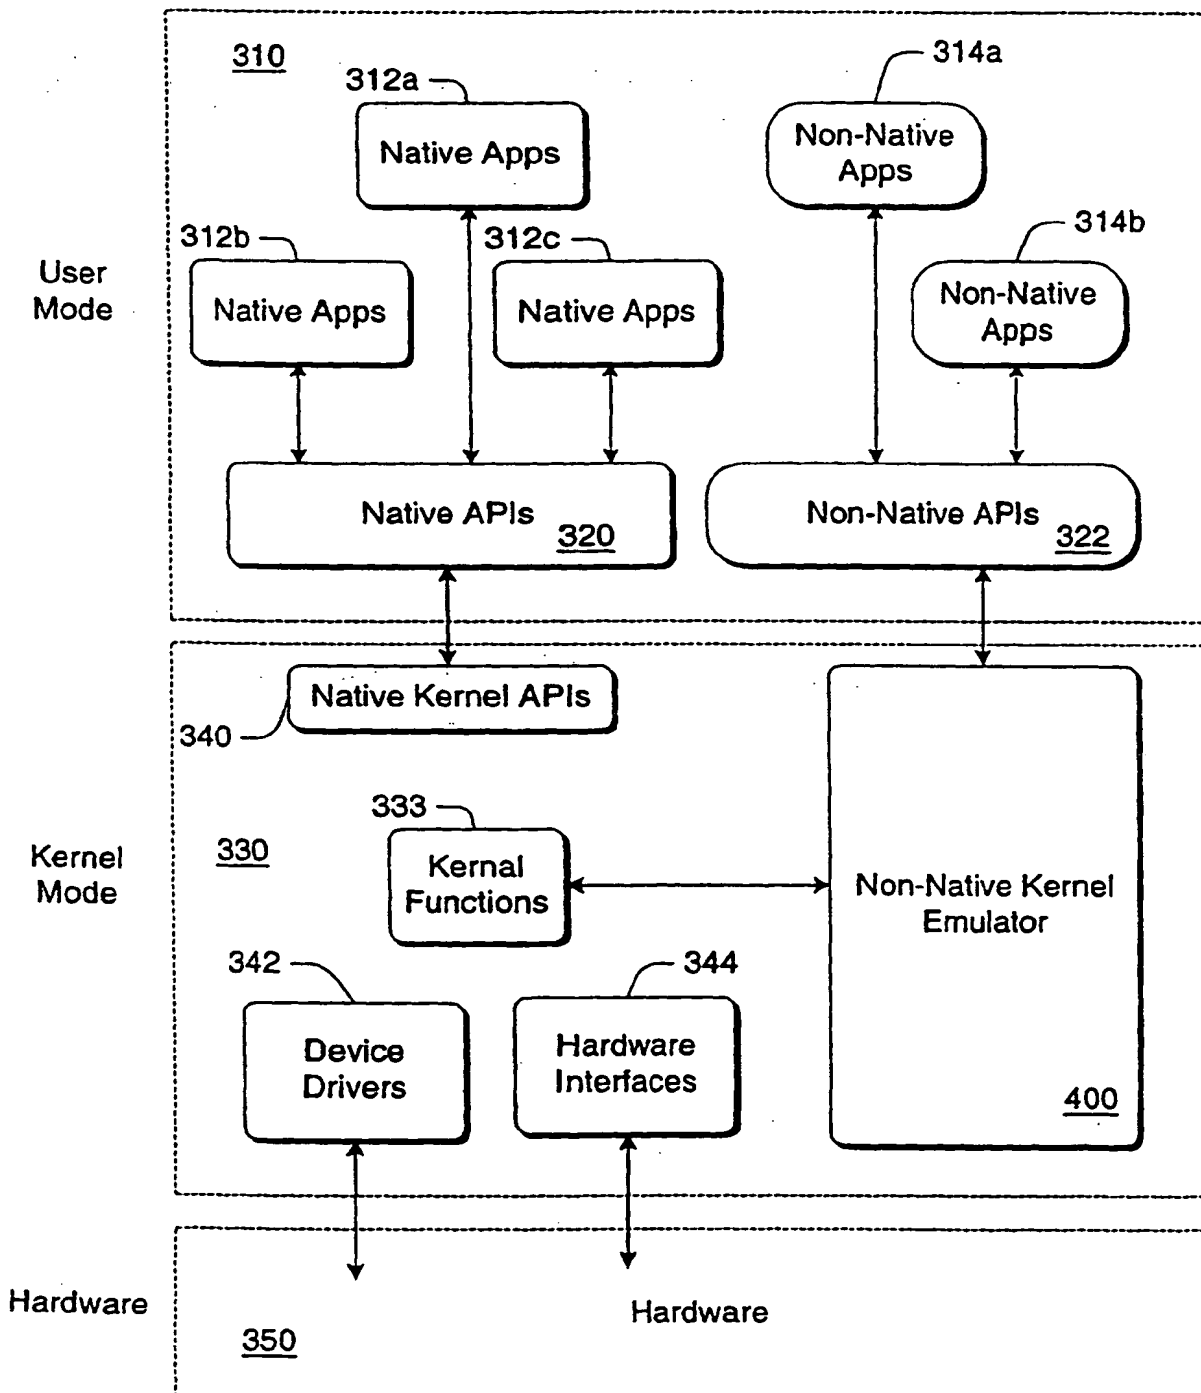 310
312a
314a
Native Apps
Non-Native
Apps
312b
312c
314b
User
Mode
Native Apps
Native Apps
Non-Native
Apps
Native APIs
320
Non-Native APIs
322
Native Kernel APIs
340
333
Kernel
Mode
330
Kernal
Functions
Non-Native Kernel
Emulator
342
344
Device
Drivers
Hardware
Interfaces
400
Hardware
Hardware
350